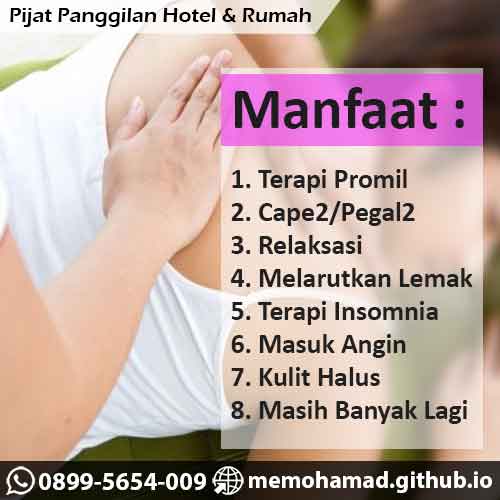 Pijat Panggilan Hotel & Rumah
Manfaat :
1. Terapi Promil
2. Cape2/Pegal2
3. Relaksasi
4. Melarutkan Lemak
5. Terapi Insomnia
6. Masuk Angin
7. Kulit Halus
8. Masih Banyak Lagi
0899-5654-009 memohamad.github.io